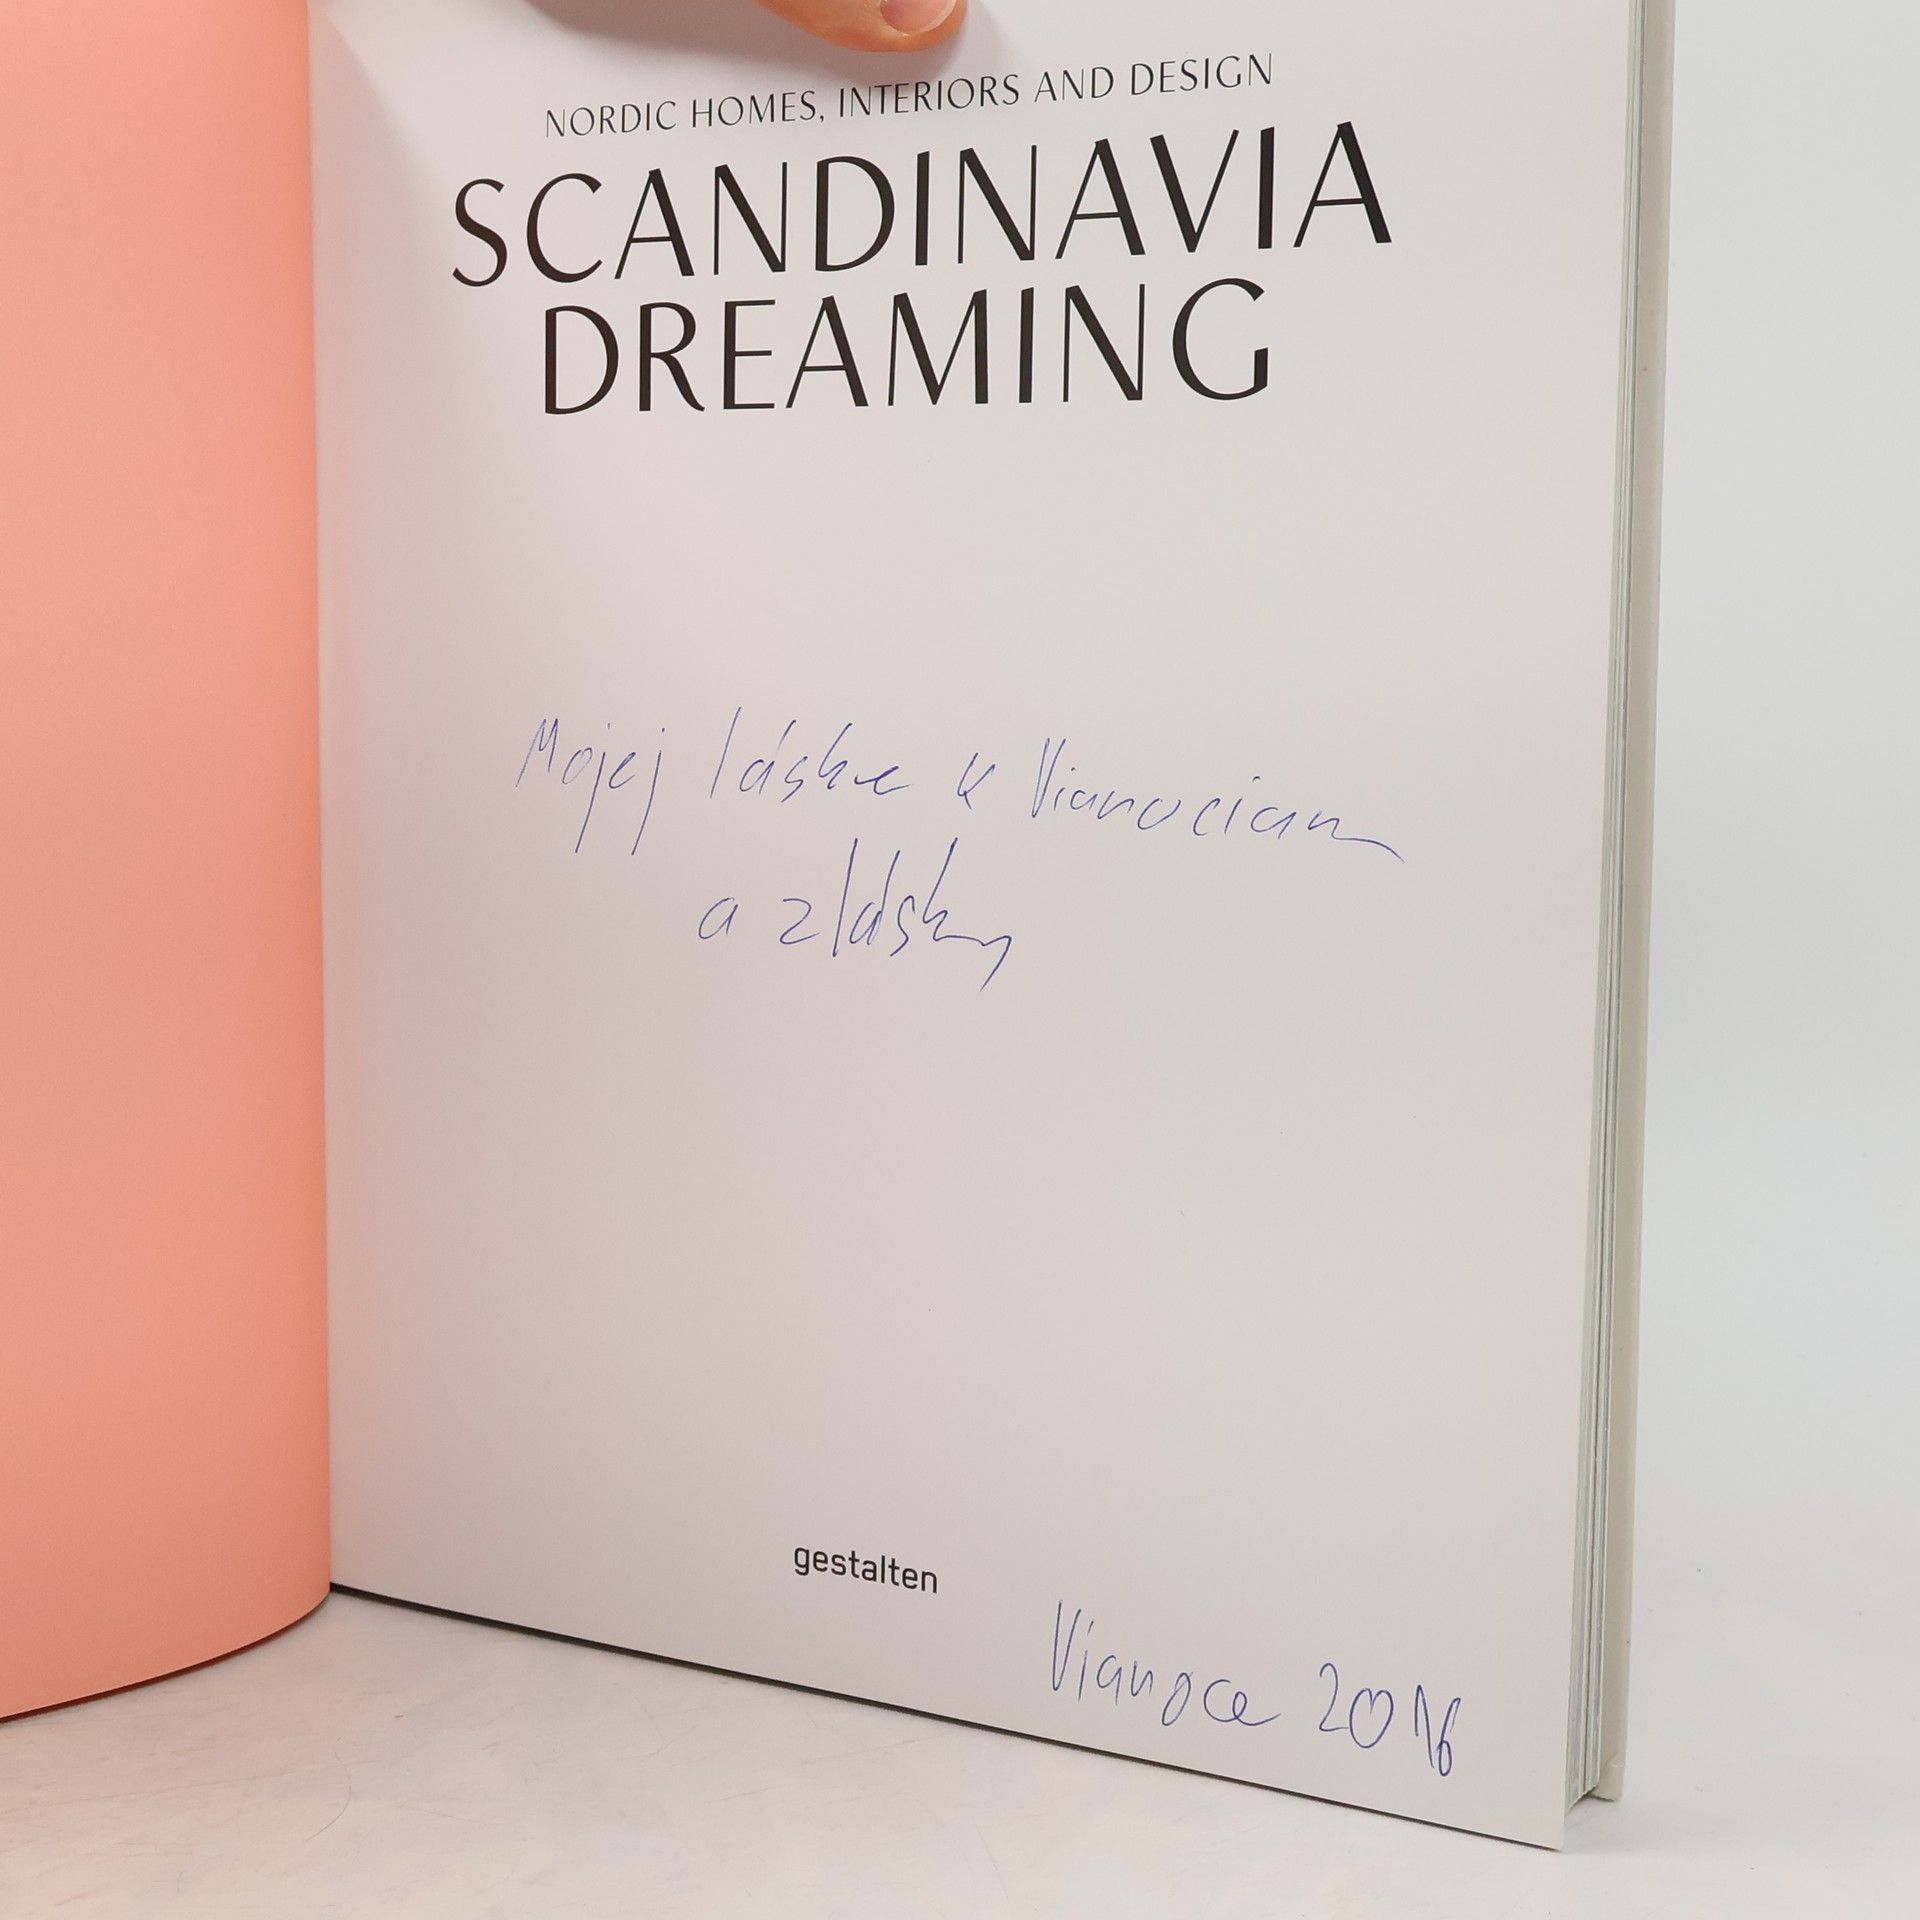 NORDIC HOMES, INTERIORS AND DESIGN
SCANDINAVIA
DREAMING
Mojej láske k Vianociam
a z lásky
gestalten
Vianoce 2016